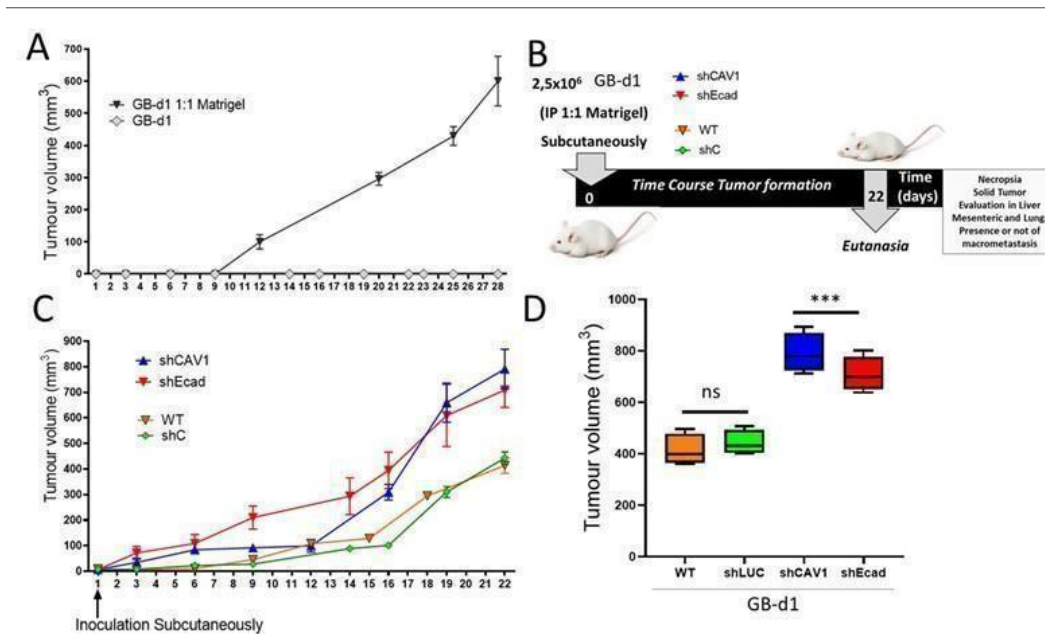 A
Tumour volume (mm³)
700
600
500
400
300
200
100
0
GB-d1 1:1 Matrigel
GB-d1
1 2 3 4 5 6 7 8 9 10 11 12 13 14 15 16 17 18 19 20 21 22 23 24 25 26 27 28
B
2,5x10⁶ GB-d1
(IP 1:1 Matrigel)
Subcutaneously
shCAV1
shEcad
WT
shC
0
Time Course Tumor formation
22
Time
(days)
Eutanasia
Necropsia
Solid Tumor
Evaluation in Liver
Mesenteric and Lung
Presence or not of
macrometastasis
C
Tumour volume (mm³)
900
800
700
600
500
400
300
200
100
0
shCAV1
shEcad
WT
shC
1 2 3 4 5 6 7 8 9 10 11 12 13 14 15 16 17 18 19 20 21 22
Inoculation Subcutaneously
D
Tumour volume (mm³)
1000
800
600
400
200
0
ns
***
WT shLUC shCAV1 shEcad
GB-d1